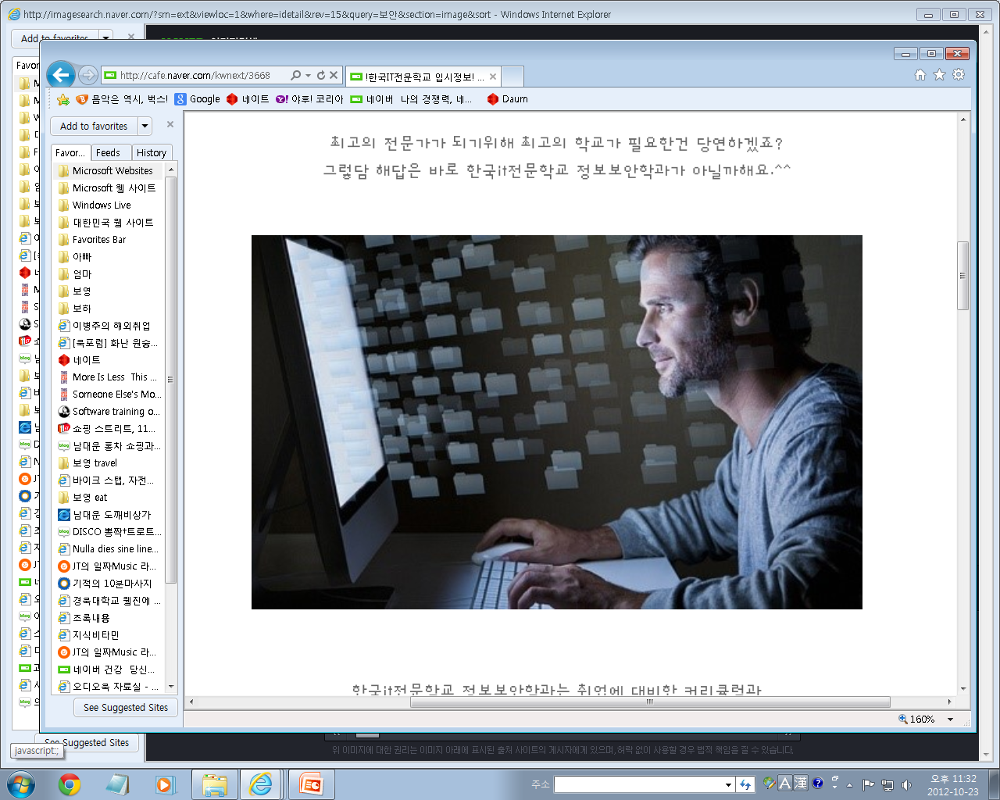 http://imagesearch.naver.com/?sm=ext&viewloc=1&where=idetail&rev=15&query=보안&section=image&sort - Windows Internet Explorer
Add to favorites
http://cafe.naver.com/kwnext/3668
!한국IT전문학교 입시정보! ...
음악은 역시, 벅스!
Google
네이트
야후! 코리아
네이버 나의 경쟁력, 네...
Daum
Add to favorites
Favor...
Feeds
History
Microsoft Websites
Microsoft 웹 사이트
Windows Live
대한민국 웹 사이트
Favorites Bar
아빠
엄마
보영
보하
이병주의 해외취업
[묵포럼] 화난 원숭...
네이트
More Is Less This ...
Someone Else's Mo...
Software training o...
쇼핑 스트리트, 11...
남대문 홍차 쇼핑과...
보영 travel
바이크 스탭, 자전...
보영 eat
남대문 도깨비상가
DISCO 뽕짝†트로트...
Nulla dies sine line...
JT의 일짜Music 라...
기적의 10분마사지
경북대학교 웹진에 ...
초록내용
지식비타민
JT의 일짜Music 라...
네이버 건강 당신...
오디오북 자료실 - ...
See Suggested Sites
최고의 전문가가 되기위해 최고의 학교가 필요한건 당연하겠죠?
그렇담 해답은 바로 한국it전문학교 정보보안학과가 아닐까해요.^^
한국it전문학교 정보보안학과는 취업에 대비한 커리큘럼과
160%
See Suggested Sites
javascript:;
위 이미지에 대한 권리는 이미지 아래에 표시된 출처 사이트의 게시자에게 있으며, 허락 없이 사용할 경우 법적 책임을 질 수 있습니다.
주소
A
漢
오후 11:32
2012-10-23